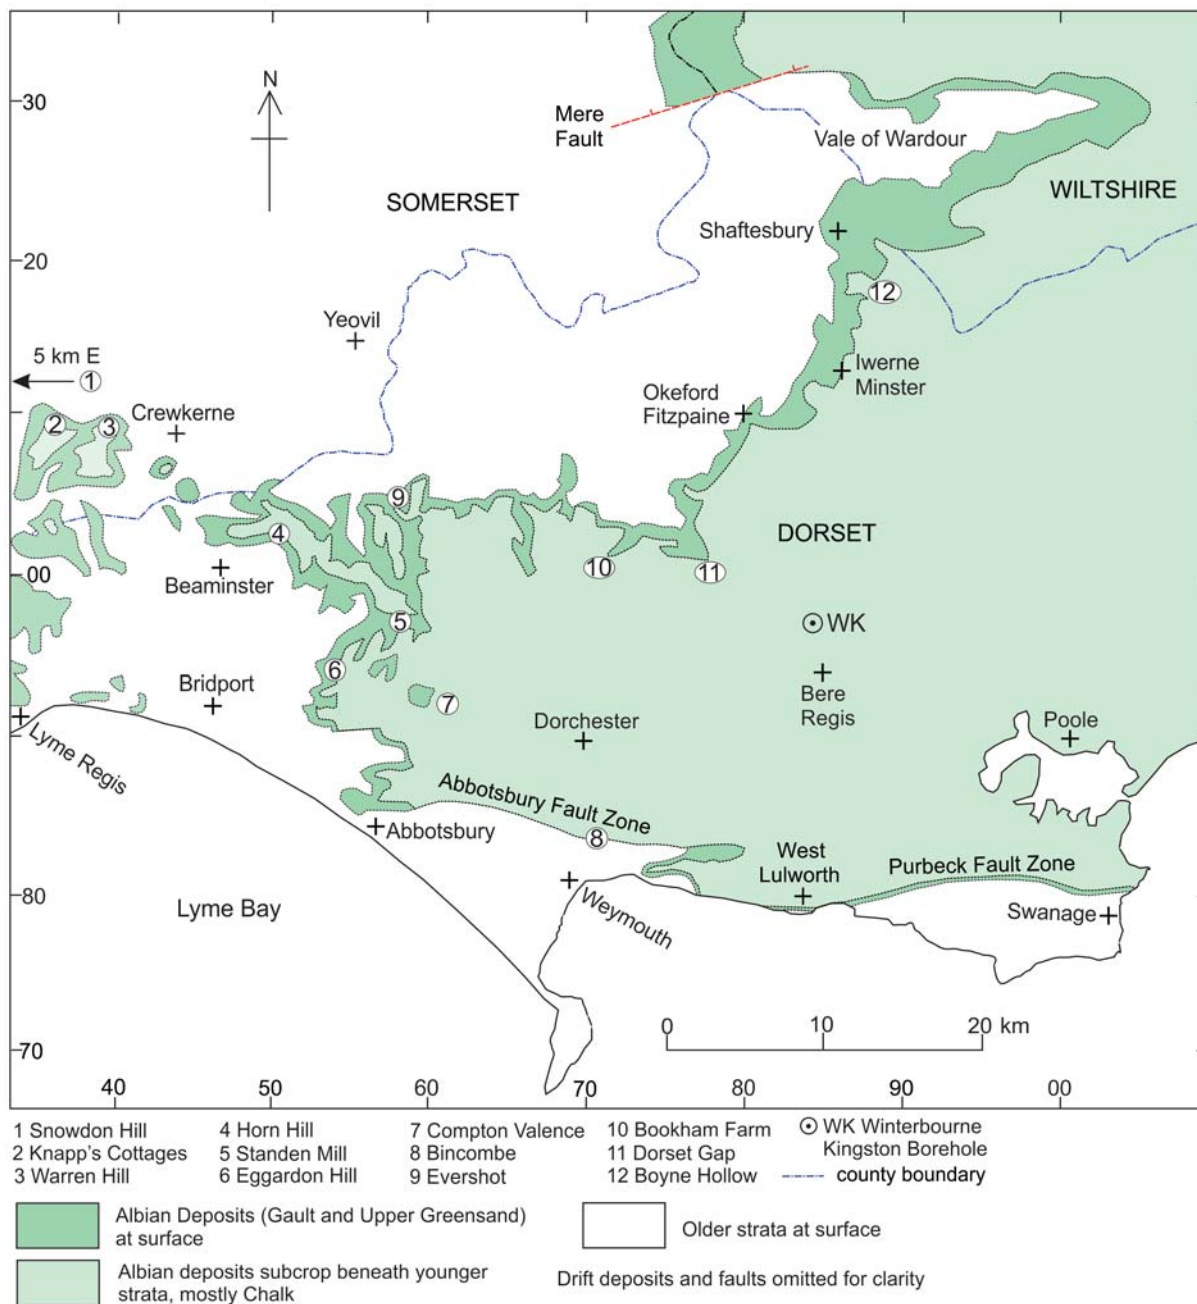 N
30
Mere
Fault
Vale of Wardour
SOMERSET
WILTSHIRE
Shaftesbury
20
12
Yeovil
5 km E
1
Iwerne
Minster
Okeford
Fitzpaine
2
3
Crewkerne
9
4
DORSET
10
11
00
Beaminster
5
WK
6
Bridport
7
Bere
Regis
Dorchester
Poole
Lyme Regis
Abbotsbury Fault Zone
Abbotsbury
8
West
Lulworth
Purbeck Fault Zone
80
Lyme Bay
Weymouth
Swanage
0 10 20 km
70
40 50 60 70 80 90 00
1 Snowdon Hill
2 Knapp's Cottages
3 Warren Hill
4 Horn Hill
5 Standen Mill
6 Eggardon Hill
7 Compton Valence
8 Bincombe
9 Evershot
10 Bookham Farm
11 Dorset Gap
12 Boyne Hollow
WK Winterbourne
Kingston Borehole
county boundary
Albian Deposits (Gault and Upper Greensand)
at surface
Older strata at surface
Albian deposits subcrop beneath younger
strata, mostly Chalk
Drift deposits and faults omitted for clarity